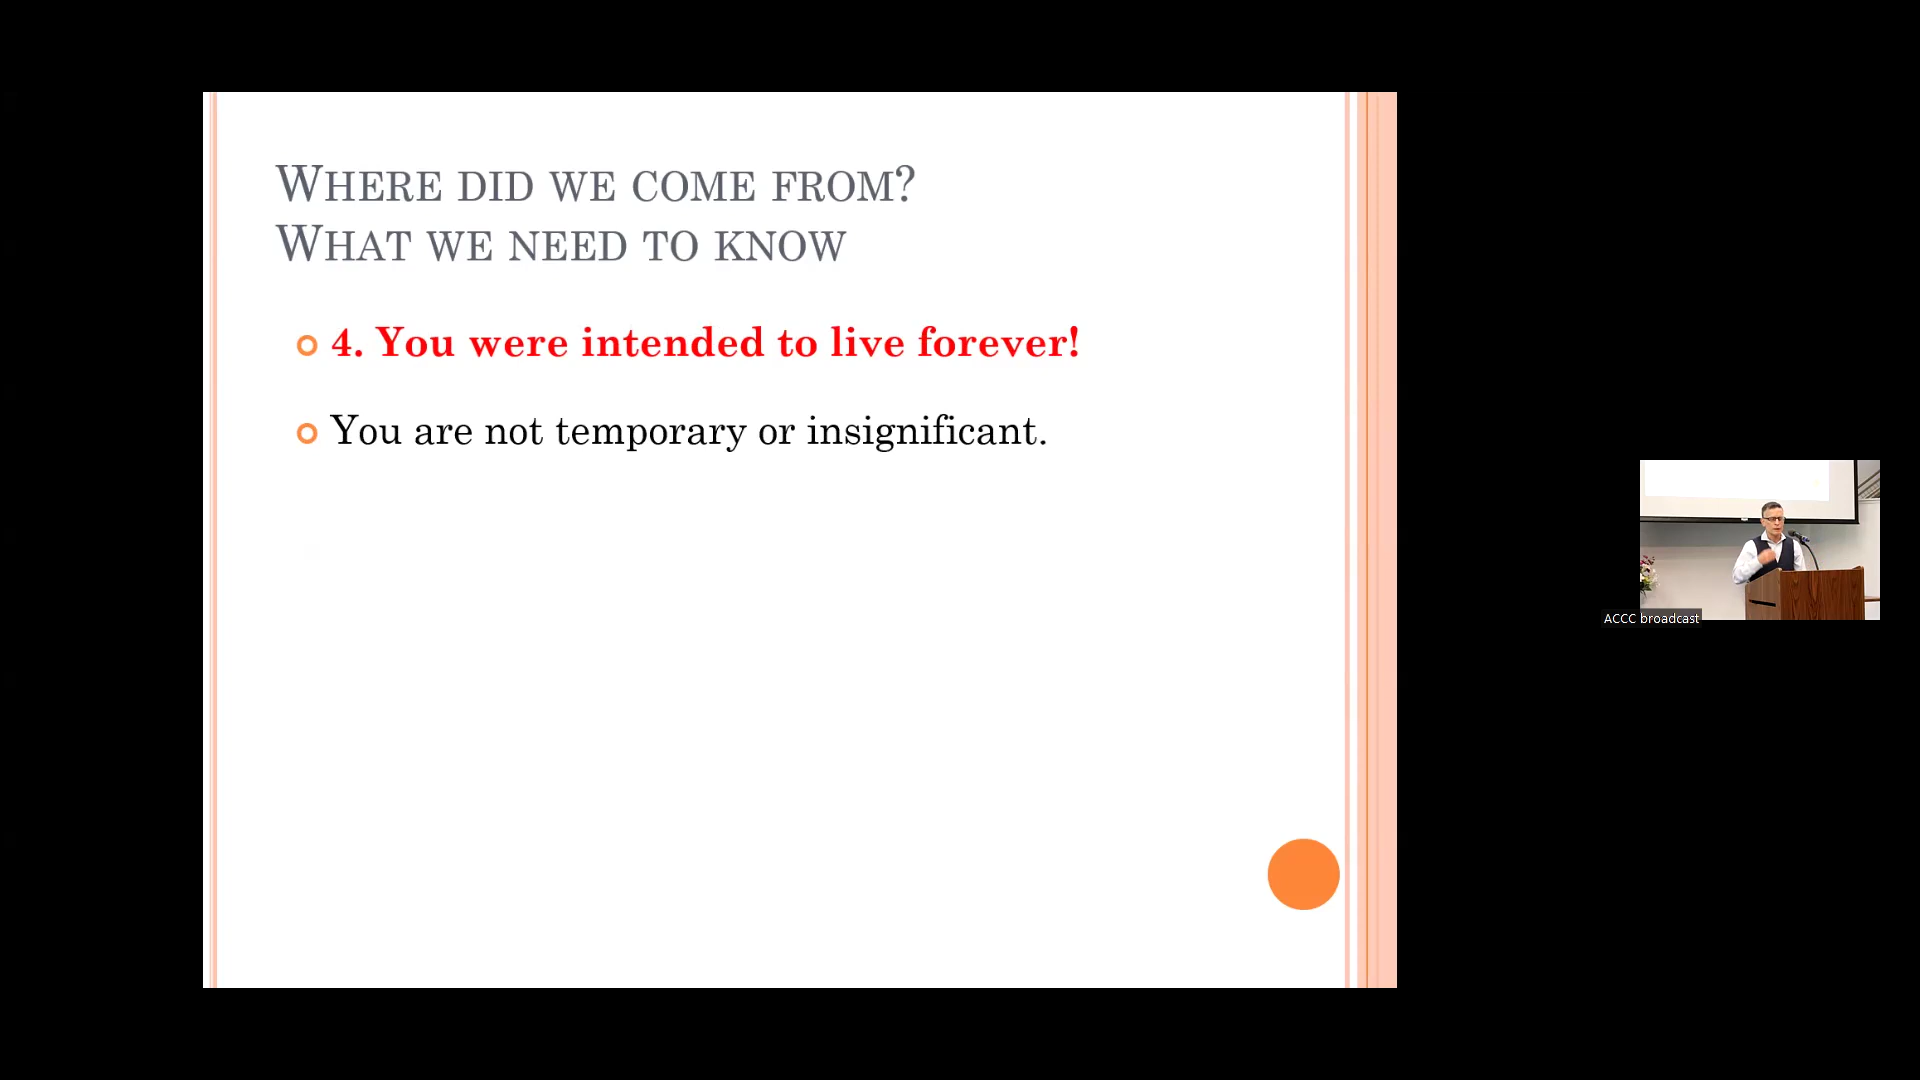 Where did we come from?
What we need to know
4. You were intended to live forever!
You are not temporary or insignificant.
ACCC broadcast